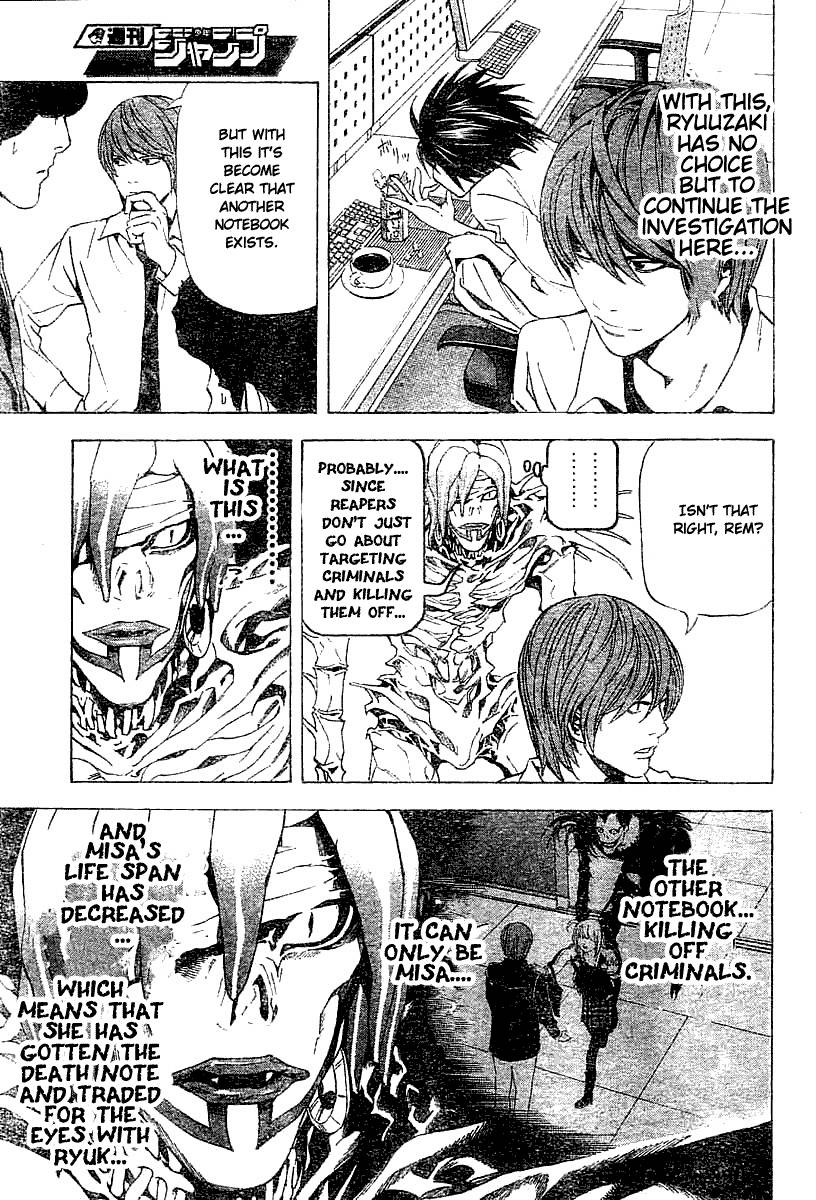 週刊少年
ジャンプ
WITH THIS,
RYUUZAKI
HAS NO
CHOICE
BUT TO
CONTINUE THE
INVESTIGATION
HERE...
BUT WITH
THIS IT'S
BECOME
CLEAR THAT
ANOTHER
NOTEBOOK
EXISTS.
ISN'T THAT
RIGHT, REM?
PROBABLY....
SINCE
REAPERS
DON'T JUST
GO ABOUT
TARGETING
CRIMINALS
AND KILLING
THEM OFF...
WHAT
IS
THIS
...
THE
OTHER
NOTEBOOK...
KILLING
OFF
CRIMINALS.
IT CAN
ONLY BE
MISA....
AND
MISA'S
LIFE SPAN
HAS
DECREASED
...
WHICH
MEANS THAT
SHE HAS
GOTTEN THE
DEATH NOTE
AND TRADED
FOR THE
EYES WITH
RYUK...